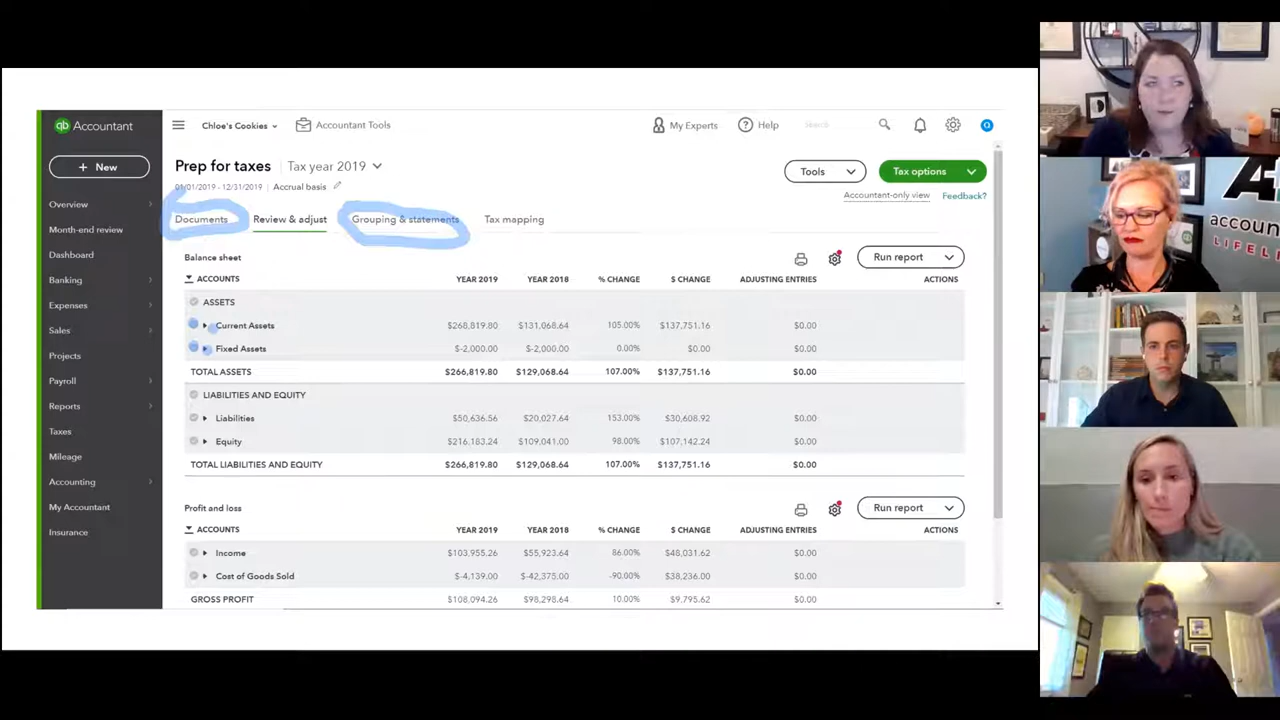 qb Accountant
Chloe's Cookies
Accountant Tools
My Experts
Help
Search
+ New
Prep for taxes
Tax year 2019
Tools
Tax options
01/01/2019 - 12/31/2019
Accrual basis
Accountant-only view
Feedback?
Documents
Review & adjust
Grouping & statements
Tax mapping
Overview
Month-end review
Dashboard
Banking
Expenses
Sales
Projects
Payroll
Reports
Taxes
Mileage
Accounting
My Accountant
Insurance
Balance sheet
Run report
ACCOUNTS YEAR 2019 YEAR 2018 % CHANGE $ CHANGE ADJUSTING ENTRIES ACTIONS
ASSETS
Current Assets $268,819.80 $131,068.64 105.00% $137,751.16 $0.00
Fixed Assets $-2,000.00 $-2,000.00 0.00% $0.00 $0.00
TOTAL ASSETS $266,819.80 $129,068.64 107.00% $137,751.16 $0.00
LIABILITIES AND EQUITY
Liabilities $50,636.56 $20,027.64 153.00% $30,608.92 $0.00
Equity $216,183.24 $109,041.00 98.00% $107,142.24 $0.00
TOTAL LIABILITIES AND EQUITY $266,819.80 $129,068.64 107.00% $137,751.16 $0.00
Profit and loss
Run report
ACCOUNTS YEAR 2019 YEAR 2018 % CHANGE $ CHANGE ADJUSTING ENTRIES ACTIONS
Income $103,955.26 $55,923.64 86.00% $48,031.62 $0.00
Cost of Goods Sold $-4,139.00 $-42,375.00 -90.00% $38,236.00 $0.00
GROSS PROFIT $108,094.26 $98,298.64 10.00% $9,795.62 $0.00
accoun
LIFELI